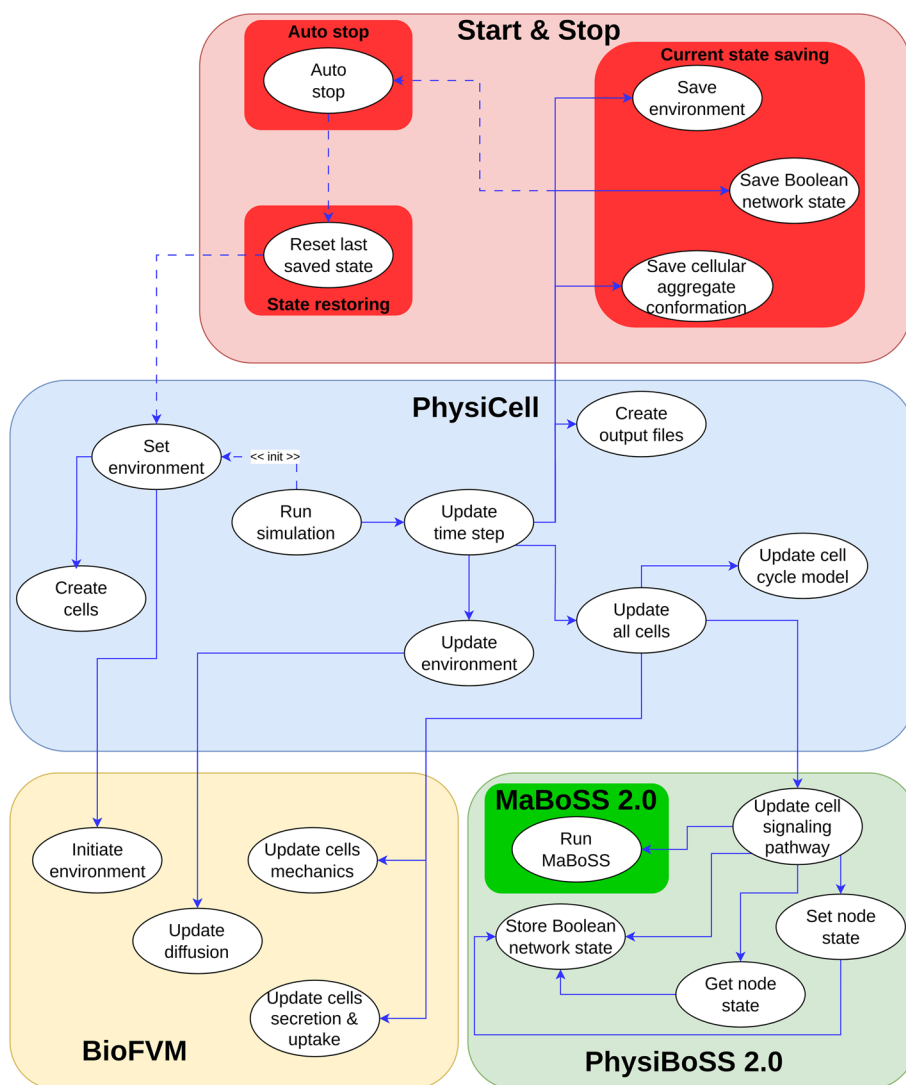 Start & Stop
Auto stop
Auto
stop
Current state saving
Save
environment
Save Boolean
network state
Reset last
saved state
State restoring
Save cellular
aggregate
conformation
PhysiCell
Create
output files
Set
environment
<< init >>
Run
simulation
Update
time step
Update cell
cycle model
Create
cells
Update
all cells
Update
environment
MaBoSS 2.0
Run
MaBoSS
Update cell
signaling
pathway
Initiate
environment
Update cells
mechanics
Update
diffusion
Store Boolean
network state
Set node
state
Get node
state
Update cells
secretion &
uptake
BioFVM
PhysiBoSS 2.0